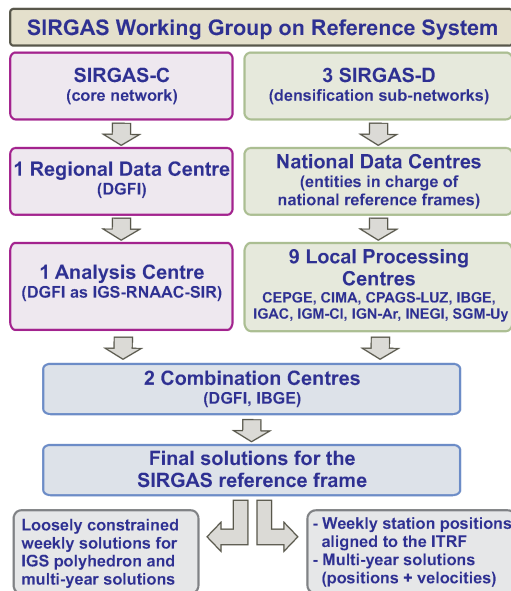 SIRGAS Working Group on Reference System
SIRGAS-C
(core network)
3 SIRGAS-D
(densification sub-networks)
1 Regional Data Centre
(DGFI)
National Data Centres
(entities in charge of
national reference frames)
1 Analysis Centre
(DGFI as IGS-RNAAC-SIR)
9 Local Processing
Centres
CEPGE, CIMA, CPAGS-LUZ, IBGE,
IGAC, IGM-Cl, IGN-Ar, INEGI, SGM-Uy
2 Combination Centres
(DGFI, IBGE)
Final solutions for the
SIRGAS reference frame
Loosely constrained
weekly solutions for
IGS polyhedron and
multi-year solutions
- Weekly station positions
aligned to the ITRF
- Multi-year solutions
(positions + velocities)